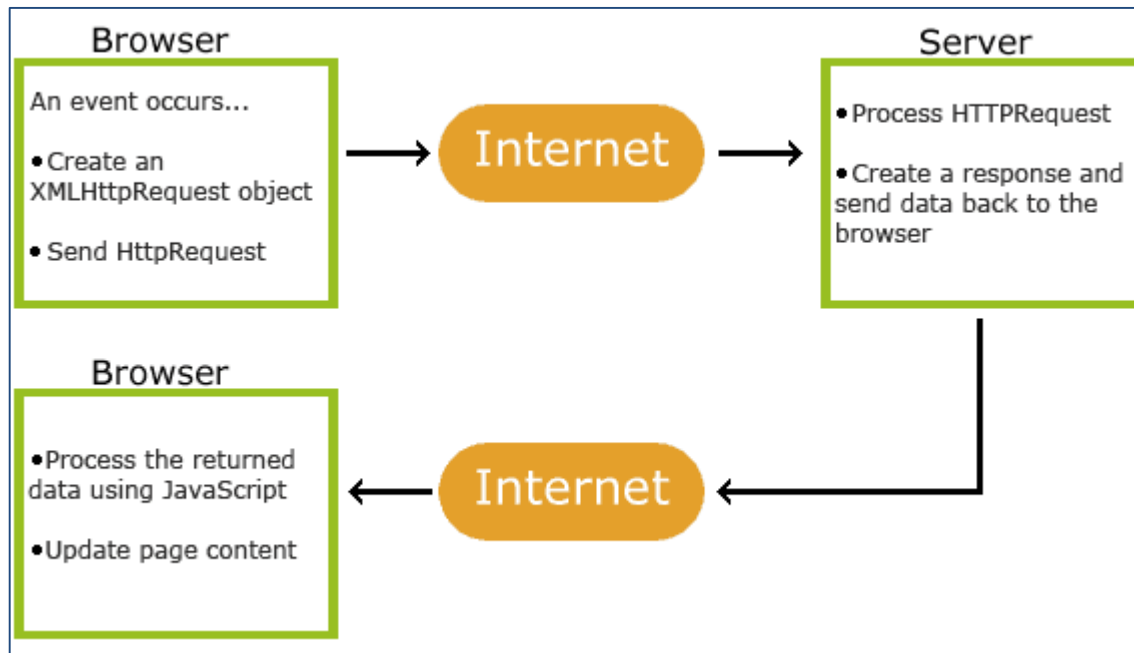 Browser
An event occurs...
•Create an
XMLHttpRequest object
• Send HttpRequest
Internet
Server
•Process HTTPRequest
•Create a response and
send data back to the
browser
Browser
•Process the returned
data using JavaScript
•Update page content
Internet